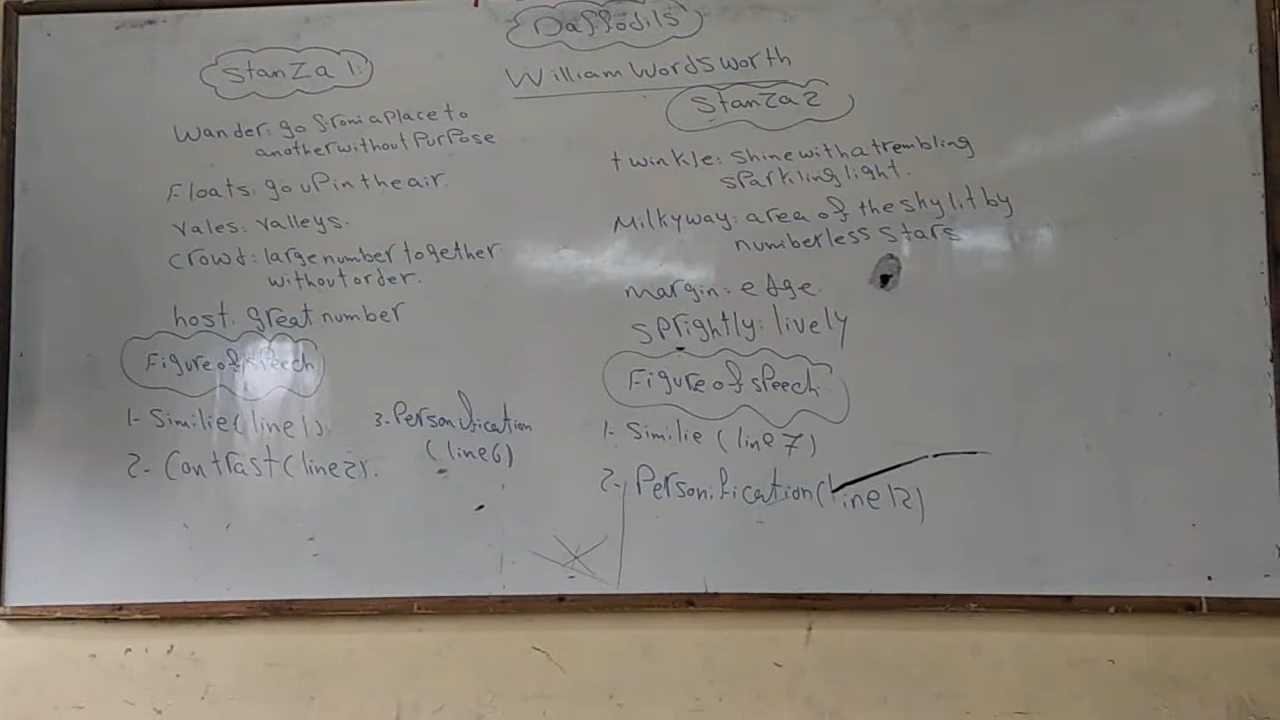 Daffodils
William Wordsworth
Stanza 1:
Wander: go from a place to
another without Purpose
Floats: go up in the air.
vales: valleys.
crowd: large number together
without order.
host: great number
Figure of speech
1- Similie (line 1).
2- Contrast (line 2).
3- Personification
(line 6)
Stanza 2
twinkle: shine with a trembling
sparkling light.
Milkyway: area of the sky lit by
numberless stars
margin: edge.
sprightly: lively
Figure of speech
1- Similie (line 7)
2- Personification (line 12)